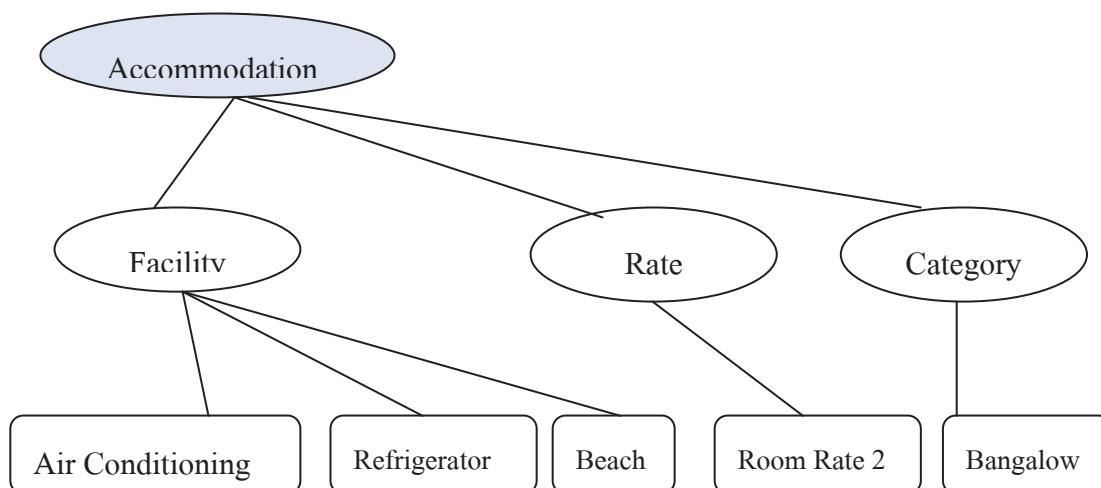 Accommodation
Facility
Rate
Category
Air Conditioning
Refrigerator
Beach
Room Rate 2
Bangalow